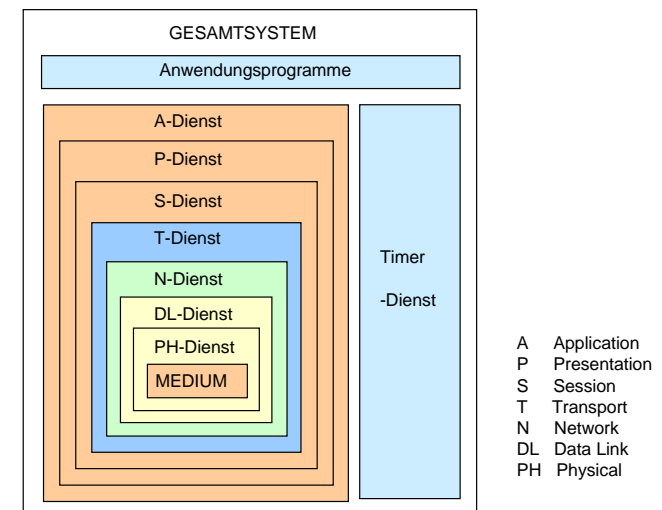 GESAMTSYSTEM
Anwendungsprogramme
A-Dienst
P-Dienst
S-Dienst
T-Dienst
N-Dienst
DL-Dienst
PH-Dienst
MEDIUM
Timer
-Dienst
A Application
P Presentation
S Session
T Transport
N Network
DL Data Link
PH Physical